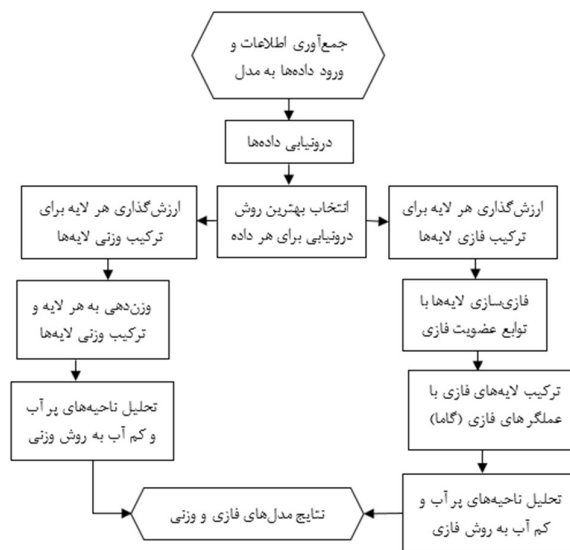 جمع‌آوری اطلاعات و
ورود داده‌ها به مدل
درونیابی داده‌ها
انتخاب بهترین روش
درونیابی برای هر داده
ارزش‌گذاری هر لایه برای
ترکیب فازی لایه‌ها
فازی‌سازی لایه‌ها با
توابع عضویت فازی
ترکیب لایه‌های فازی با
عملگر های فازی (گاما)
تحلیل ناحیه‌های پر آب و
کم آب به روش فازی
ارزش‌گذاری هر لایه برای
ترکیب وزنی لایه‌ها
وزن‌دهی به هر لایه و
ترکیب وزنی لایه‌ها
تحلیل ناحیه‌های پر آب
و کم آب به روش وزنی
نتایج مدل‌های فازی و وزنی